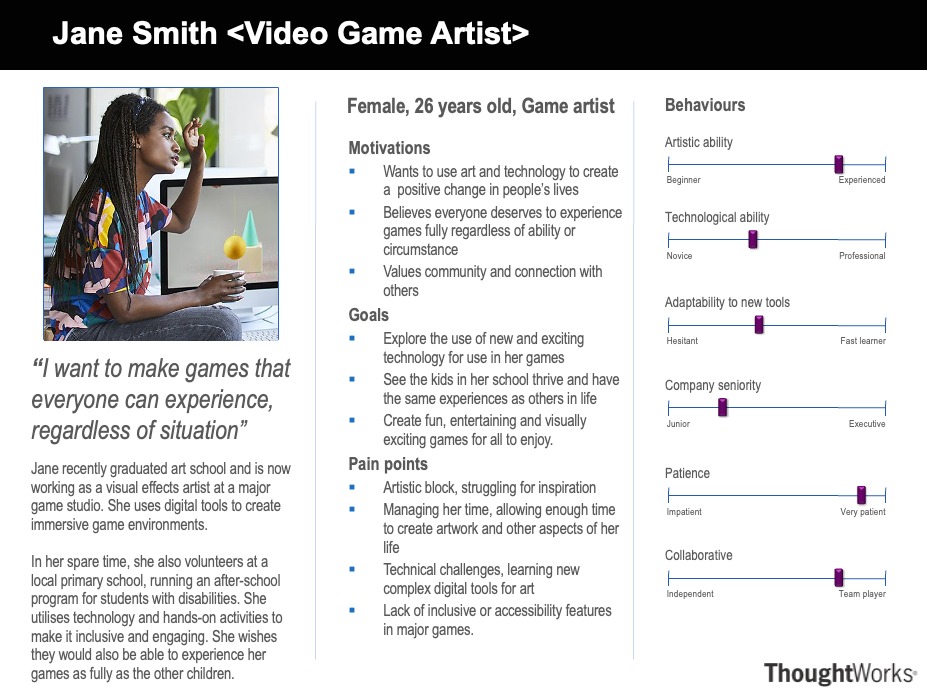 Jane Smith <Video Game Artist>
“I want to make games that
everyone can experience,
regardless of situation”
Jane recently graduated art school and is now
working as a visual effects artist at a major
game studio. She uses digital tools to create
immersive game environments.
In her spare time, she also volunteers at a
local primary school, running an after-school
program for students with disabilities. She
utilises technology and hands-on activities to
make it inclusive and engaging. She wishes
they would also be able to experience her
games as fully as the other children.
Female, 26 years old, Game artist
Motivations
▪ Wants to use art and technology to create
a positive change in people’s lives
▪ Believes everyone deserves to experience
games fully regardless of ability or
circumstance
▪ Values community and connection with
others
Goals
▪ Explore the use of new and exciting
technology for use in her games
▪ See the kids in her school thrive and have
the same experiences as others in life
▪ Create fun, entertaining and visually
exciting games for all to enjoy.
Pain points
▪ Artistic block, struggling for inspiration
▪ Managing her time, allowing enough time
to create artwork and other aspects of her
life
▪ Technical challenges, learning new
complex digital tools for art
▪ Lack of inclusive or accessibility features
in major games.
Behaviours
Artistic ability
Beginner Experienced
Technological ability
Novice Professional
Adaptability to new tools
Hesitant Fast learner
Company seniority
Junior Executive
Patience
Impatient Very patient
Collaborative
Independent Team player
ThoughtWorks®